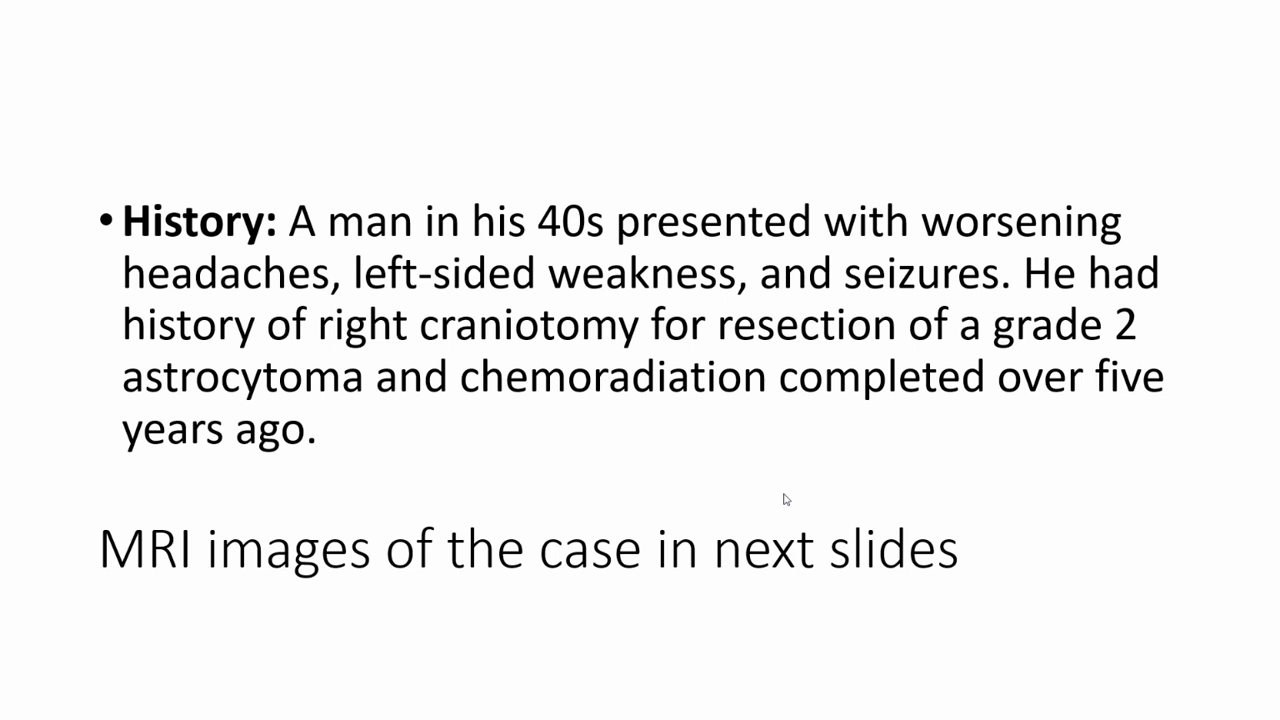 • History: A man in his 40s presented with worsening
headaches, left-sided weakness, and seizures. He had
history of right craniotomy for resection of a grade 2
astrocytoma and chemoradiation completed over five
years ago.
MRI images of the case in next slides